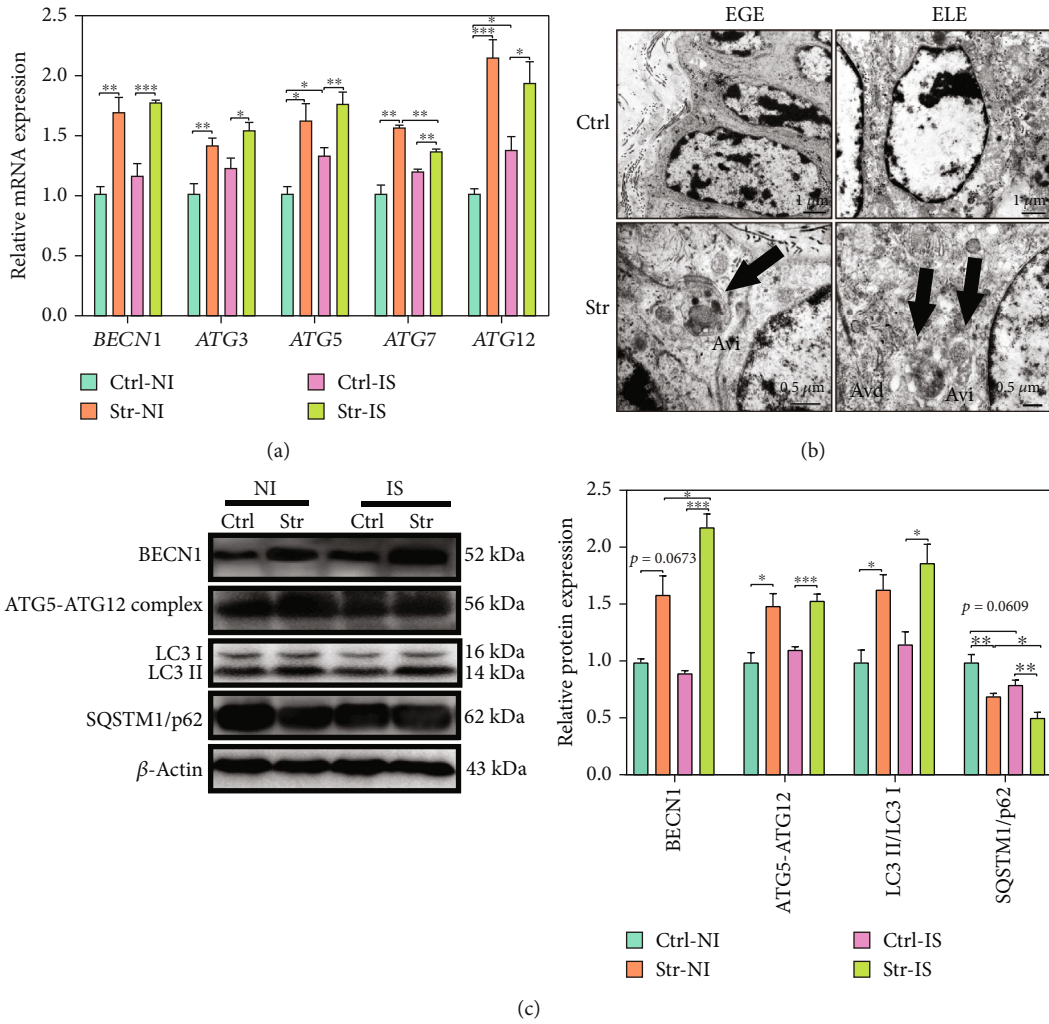 2.5
2.0
1.5
1.0
0.5
0.0
Relative mRNA expression
** *** ** * * * ** ** ** ** *** * *
BECN1 ATG3 ATG5 ATG7 ATG12
Ctrl-NI Ctrl-IS
Str-NI Str-IS
(a)
EGE ELE
Ctrl
1 μm 1 μm
Str
Avi
0.5 μm
Avd Avi
0.5 μm
(b)
NI IS
Ctrl Str Ctrl Str
BECN1 52 kDa
ATG5-ATG12 complex 56 kDa
LC3 I 16 kDa
LC3 II 14 kDa
SQSTM1/p62 62 kDa
β-Actin 43 kDa
2.5
2.0
1.5
1.0
0.5
0.0
Relative protein expression
p = 0.0673 * *** * *** * * p = 0.0609 ** * **
BECN1
ATG5-ATG12
LC3 II/LC3 I
SQSTM1/p62
Ctrl-NI Ctrl-IS
Str-NI Str-IS
(c)